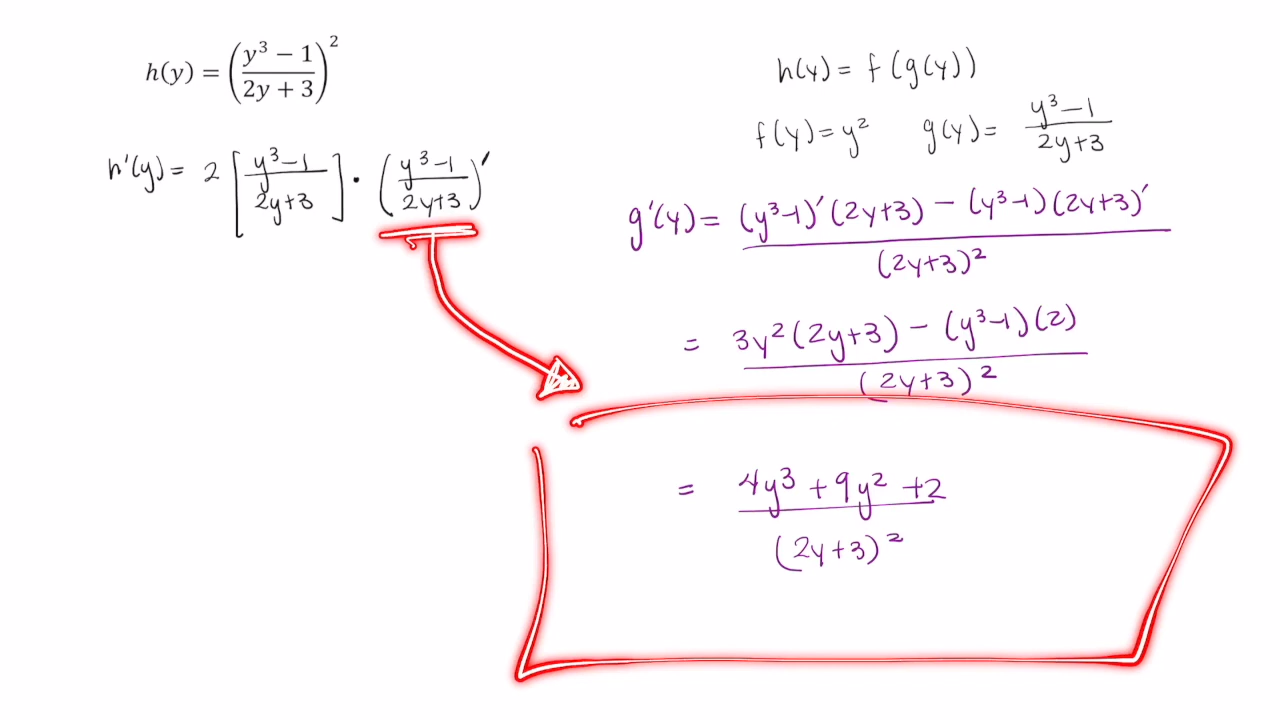 h(y) = ((y³ − 1)/(2y + 3))²
h'(y) = 2 [(y³−1)/(2y+3)] · ((y³−1)/(2y+3))'
h(y) = f(g(y))
f(y) = y² g(y) = (y³−1)/(2y+3)
g'(y) = ((y³−1)'(2y+3) − (y³−1)(2y+3)')/(2y+3)²
= (3y²(2y+3) − (y³−1)(2))/(2y+3)²
= (4y³ + 9y² + 2)/(2y+3)²